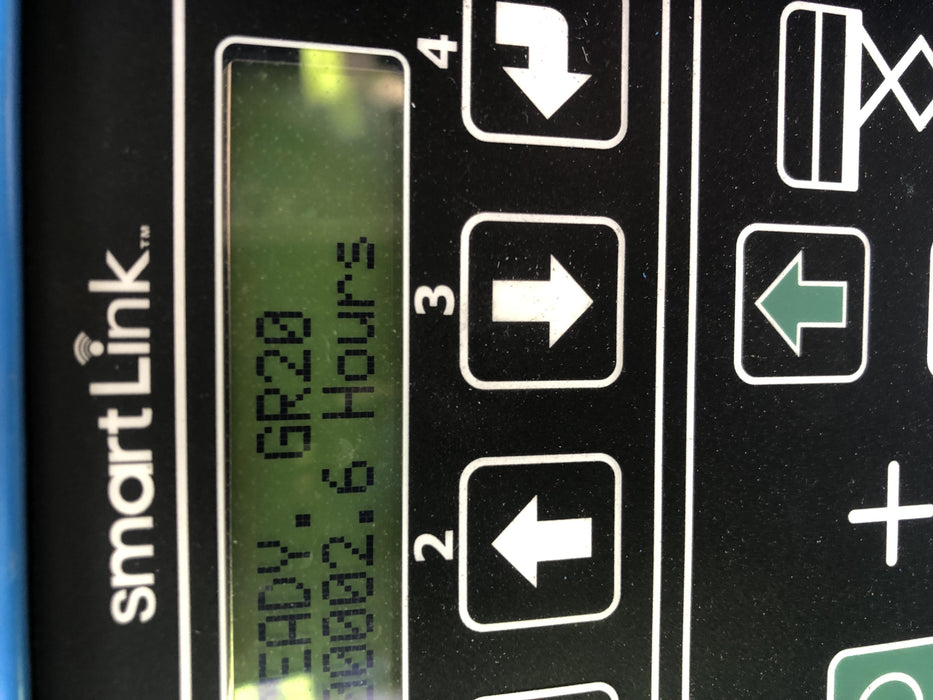 smartLink™
EADY. GR20
0002.6 Hours
2 3 4